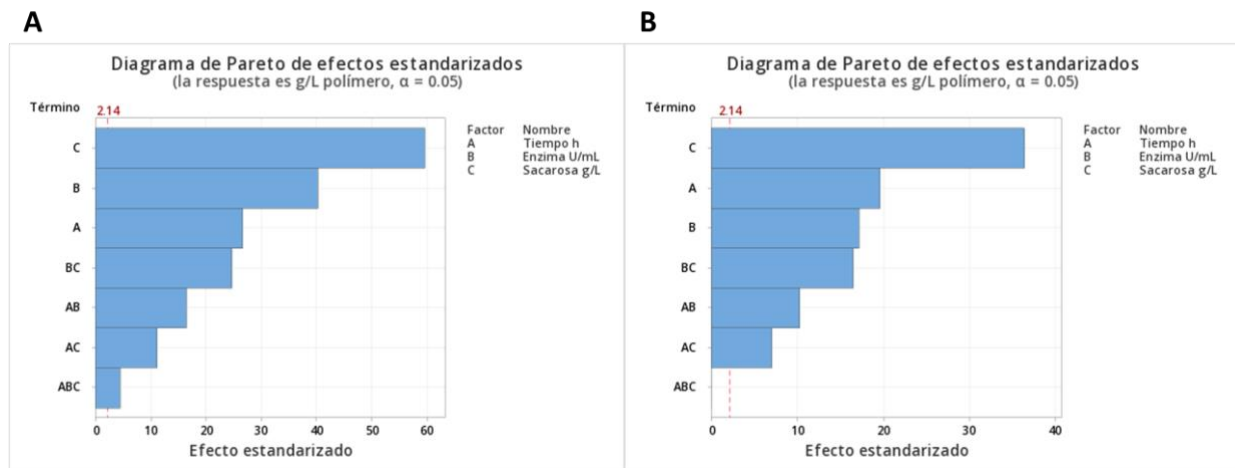 A
Diagrama de Pareto de efectos estandarizados
(la respuesta es g/L polímero, α = 0.05)
Término
2.14
Factor Nombre
A Tiempo h
B Enzima U/mL
C Sacarosa g/L
C
B
A
BC
AB
AC
ABC
0 10 20 30 40 50 60
Efecto estandarizado
B
Diagrama de Pareto de efectos estandarizados
(la respuesta es g/L polímero, α = 0.05)
Término
2.14
Factor Nombre
A Tiempo h
B Enzima U/mL
C Sacarosa g/L
C
A
B
BC
AB
AC
ABC
0 10 20 30 40
Efecto estandarizado